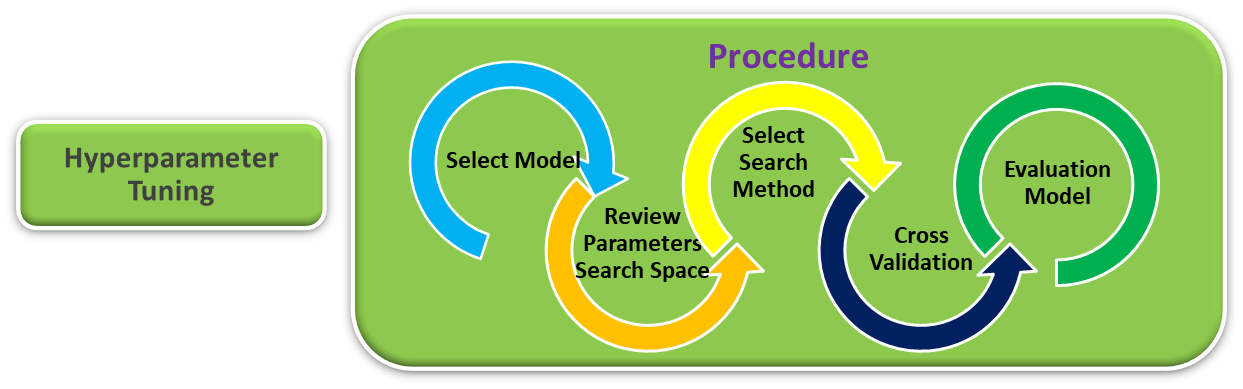 Hyperparameter
Tuning
Procedure
Select Model
Review
Parameters
Search Space
Select
Search
Method
Cross
Validation
Evaluation
Model